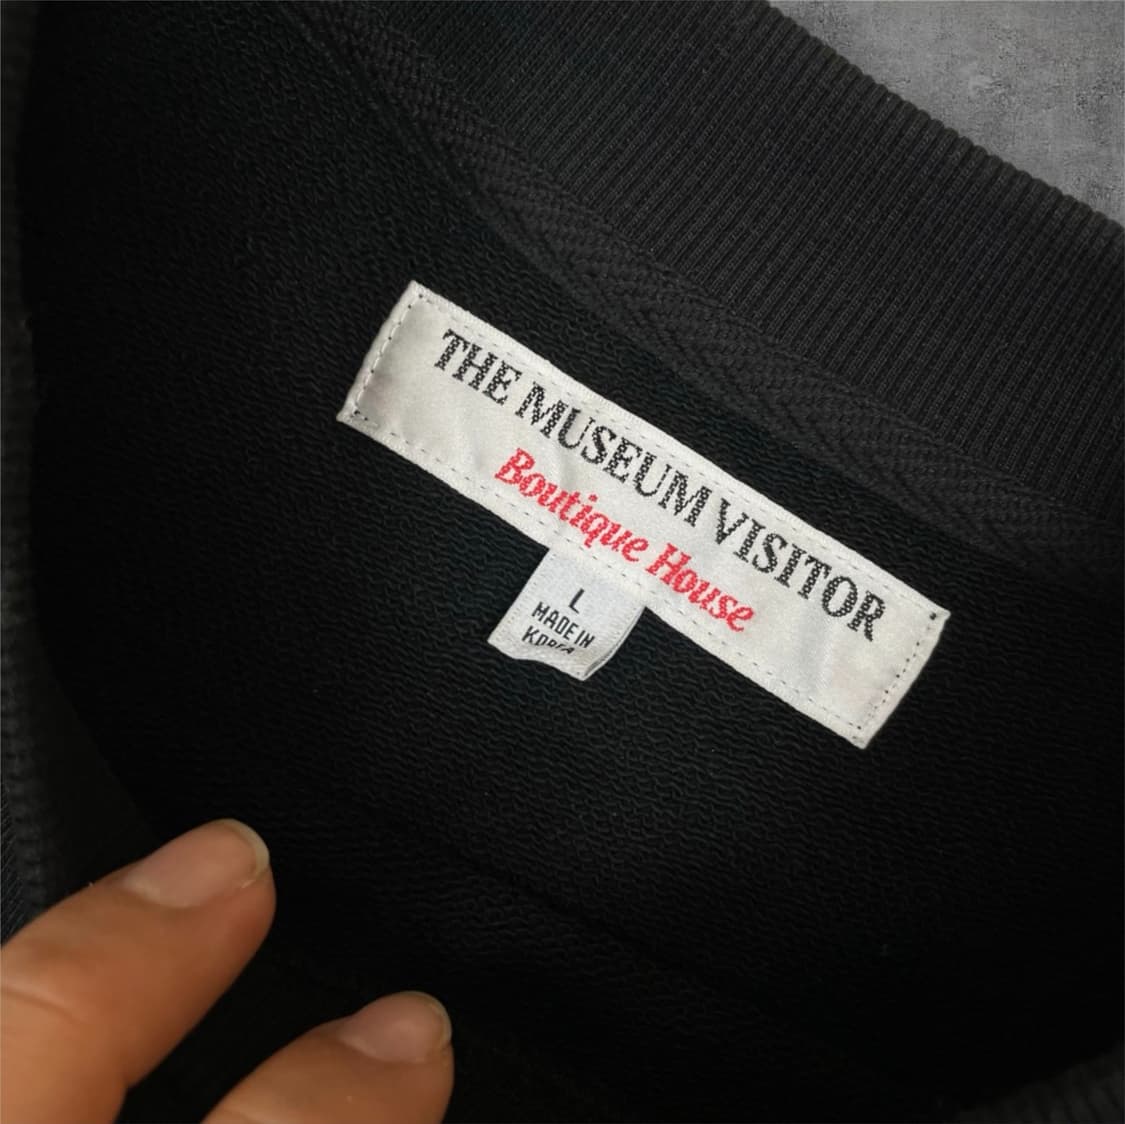 THE MUSEUM VISITOR
Boutique House
L
MADE IN
KOREA